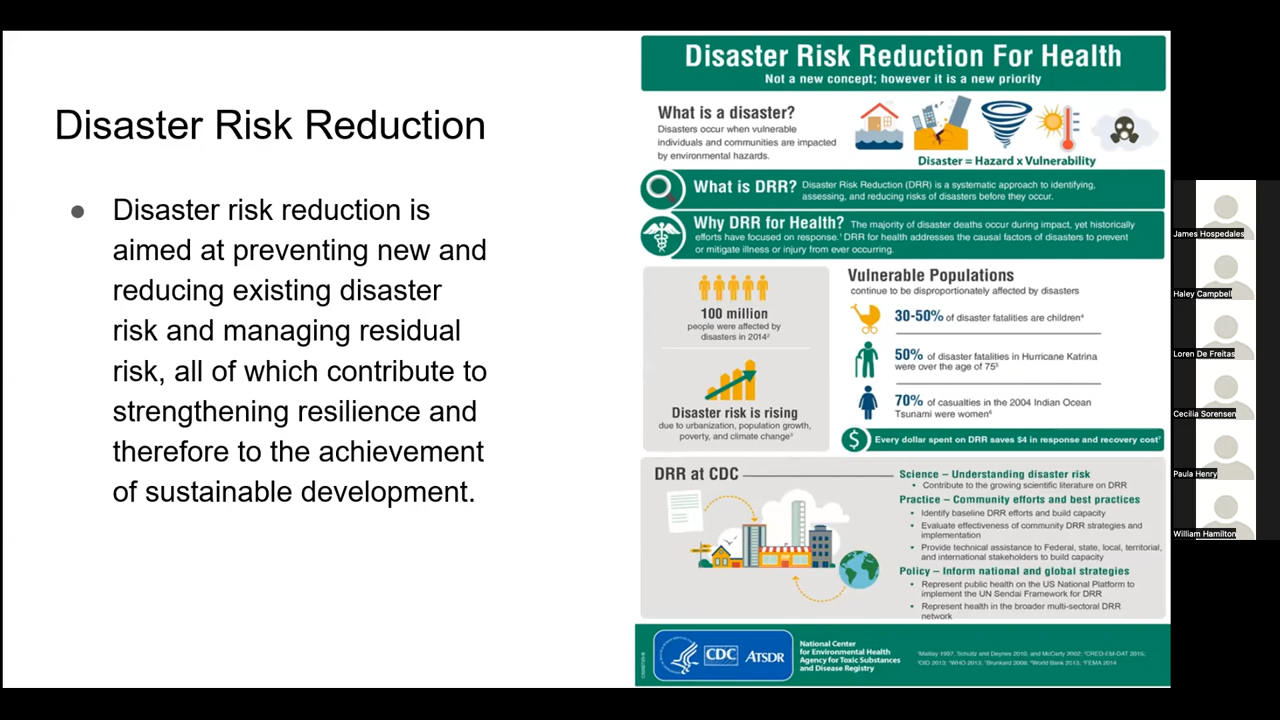 Disaster Risk Reduction
● Disaster risk reduction is
aimed at preventing new and
reducing existing disaster
risk and managing residual
risk, all of which contribute to
strengthening resilience and
therefore to the achievement
of sustainable development.
Disaster Risk Reduction For Health
Not a new concept; however it is a new priority
What is a disaster?
Disasters occur when vulnerable
individuals and communities are impacted
by environmental hazards.
Disaster = Hazard x Vulnerability
What is DRR? Disaster Risk Reduction (DRR) is a systematic approach to identifying,
assessing, and reducing risks of disasters before they occur.
Why DRR for Health? The majority of disaster deaths occur during impact, yet historically
efforts have focused on response.¹ DRR for health addresses the causal factors of disasters to prevent
or mitigate illness or injury from ever occurring.
100 million
people were affected by
disasters in 2014²
Disaster risk is rising
due to urbanization, population growth,
poverty, and climate change³
Vulnerable Populations
continue to be disproportionately affected by disasters
30-50% of disaster fatalities are children⁴
50% of disaster fatalities in Hurricane Katrina
were over the age of 75⁵
70% of casualties in the 2004 Indian Ocean
Tsunami were women⁶
$ Every dollar spent on DRR saves $4 in response and recovery cost⁷
DRR at CDC
Science – Understanding disaster risk
• Contribute to the growing scientific literature on DRR
Practice – Community efforts and best practices
• Identify baseline DRR efforts and build capacity
• Evaluate effectiveness of community DRR strategies and
implementation
• Provide technical assistance to Federal, state, local, territorial,
and international stakeholders to build capacity
Policy – Inform national and global strategies
• Represent public health on the US National Platform to
implement the UN Sendai Framework for DRR
• Represent health in the broader multi-sectoral DRR
network
CDC ATSDR
National Center
for Environmental Health
Agency for Toxic Substances
and Disease Registry
James Hospedales
Haley Campbell
Loren De Freitas
Cecilia Sorensen
Paula Henry
William Hamilton